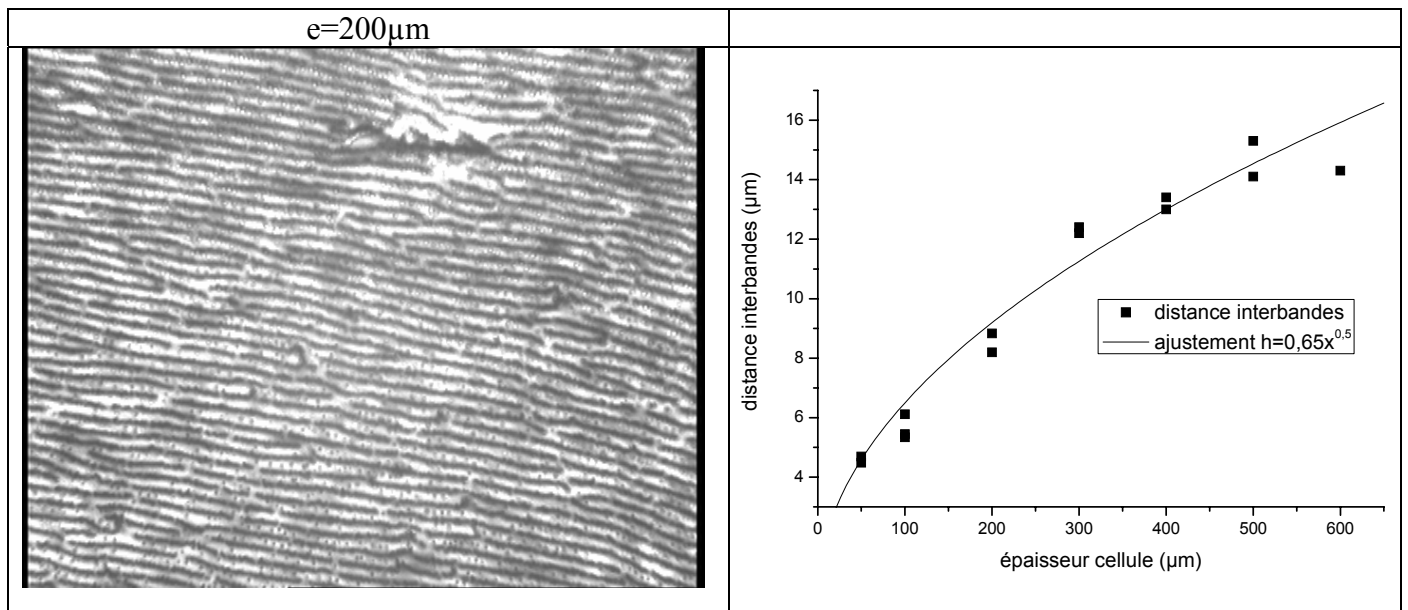 e=200µm
16
14
12
10
8
6
4
distance interbandes (µm)
distance interbandes
ajustement h=0,65x^0,5
0 100 200 300 400 500 600
épaisseur cellule (µm)